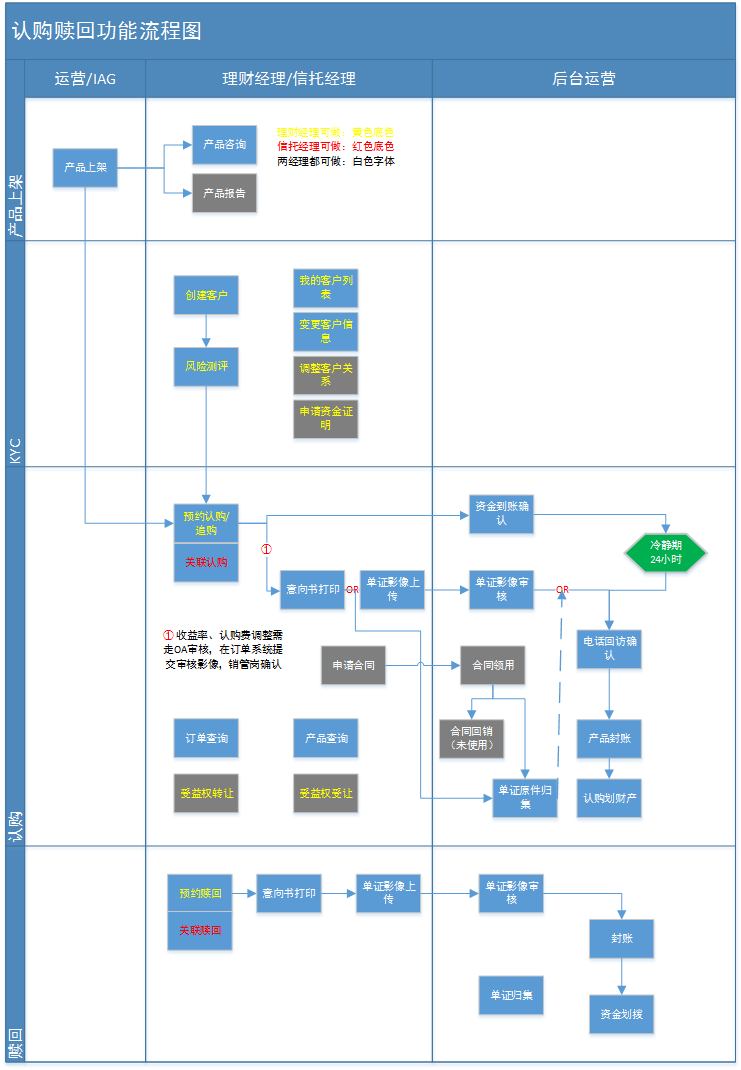 认购赎回功能流程图
运营/IAG
理财经理/信托经理
后台运营
产品上架
产品上架
产品咨询
产品报告
理财经理可做：黄色底色
信托经理可做：红色底色
两经理都可做：白色字体
KYC
创建客户
风险测评
我的客户列
表
变更客户信
息
调整客户关
系
申请资金证
明
认购
预约认购/
追购
关联认购
①
资金到账确
认
冷静期
24小时
意向书打印
OR
单证影像上
传
单证影像审
核
OR
① 收益率、认购费调整需
走OA审核，在订单系统提
交审核影像，销管岗确认
申请合同
合同领用
电话回访确
认
合同回销
（未使用）
订单查询
产品查询
产品封账
受益权转让
受益权受让
单证原件归
集
认购划财产
赎回
预约赎回
关联赎回
意向书打印
单证影像上
传
单证影像审
核
封账
单证归集
资金划拨